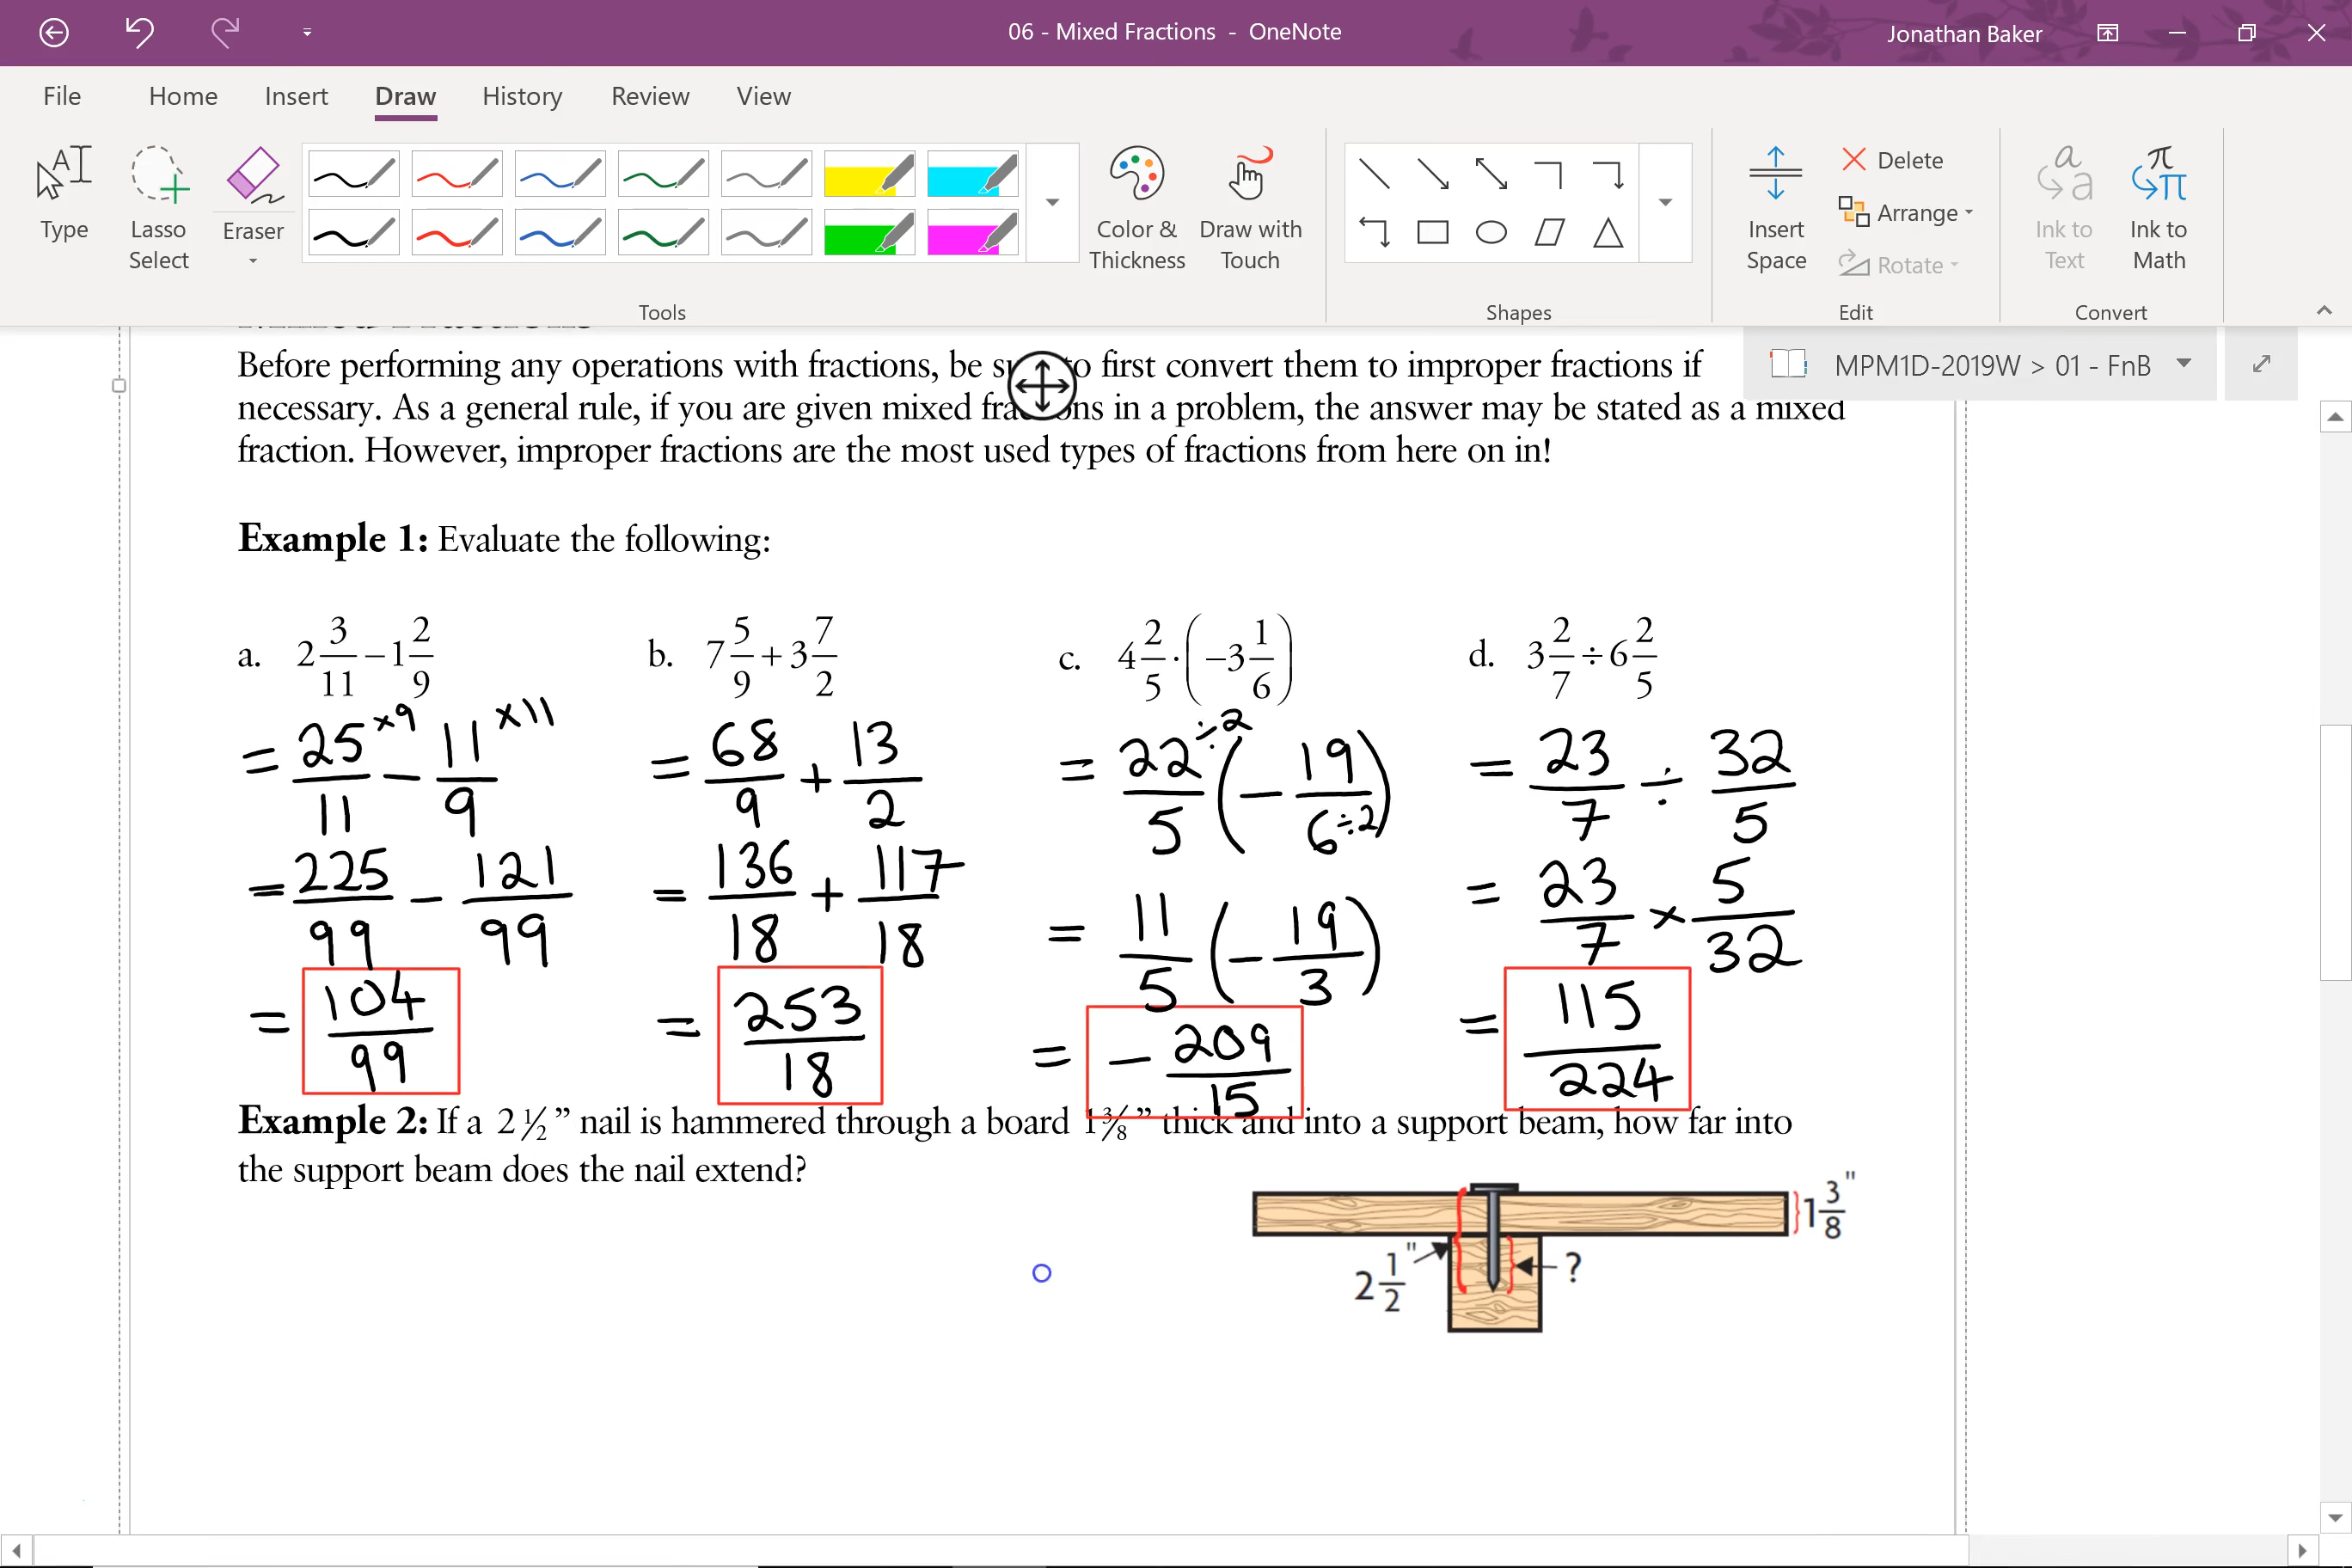 06 - Mixed Fractions - OneNote
Jonathan Baker
File Home Insert Draw History Review View
Type
Lasso Select
Eraser
Color & Thickness
Draw with Touch
Tools
Shapes
Insert Space
Delete
Arrange
Rotate
Edit
Ink to Text
Ink to Math
Convert
MPM1D-2019W > 01 - FnB
Before performing any operations with fractions, be to first convert them to improper fractions if
necessary. As a general rule, if you are given mixed fractions in a problem, the answer may be stated as a mixed
fraction. However, improper fractions are the most used types of fractions from here on in!
Example 1: Evaluate the following:
a. 2 3/11 − 1 2/9
= 25/11 ×9 − 11/9 ×11
= 225/99 − 121/99
= 104/99
b. 7 5/9 + 3 7/2
= 68/9 + 13/2
= 136/18 + 117/18
= 253/18
c. 4 2/5 · (−3 1/6)
= 22÷2/5 (− 19/6÷2)
= 11/5 (− 19/3)
= − 209/15
d. 3 2/7 ÷ 6 2/5
= 23/7 ÷ 32/5
= 23/7 × 5/32
= 115/224
Example 2: If a 2 ½” nail is hammered through a board 1⅜” thick and into a support beam, how far into
the support beam does the nail extend?
1 3/8"
2 1/2"
?